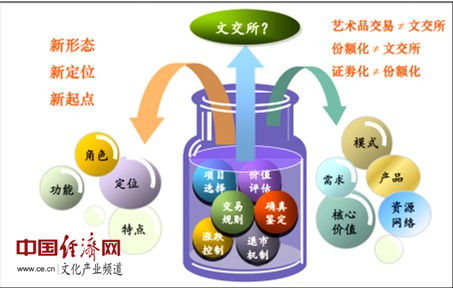 文交所?
新形态
新定位
新起点
艺术品交易≠文交所
份额化≠文交所
证券化≠份额化
角色
功能
定位
特点
项目
选择
价值
评估
交易
规则
确真
鉴定
涨跌
控制
退市
机制
模式
需求
产品
核心
价值
资源
网络
中国经济网
www.ce.cn|文化产业频道